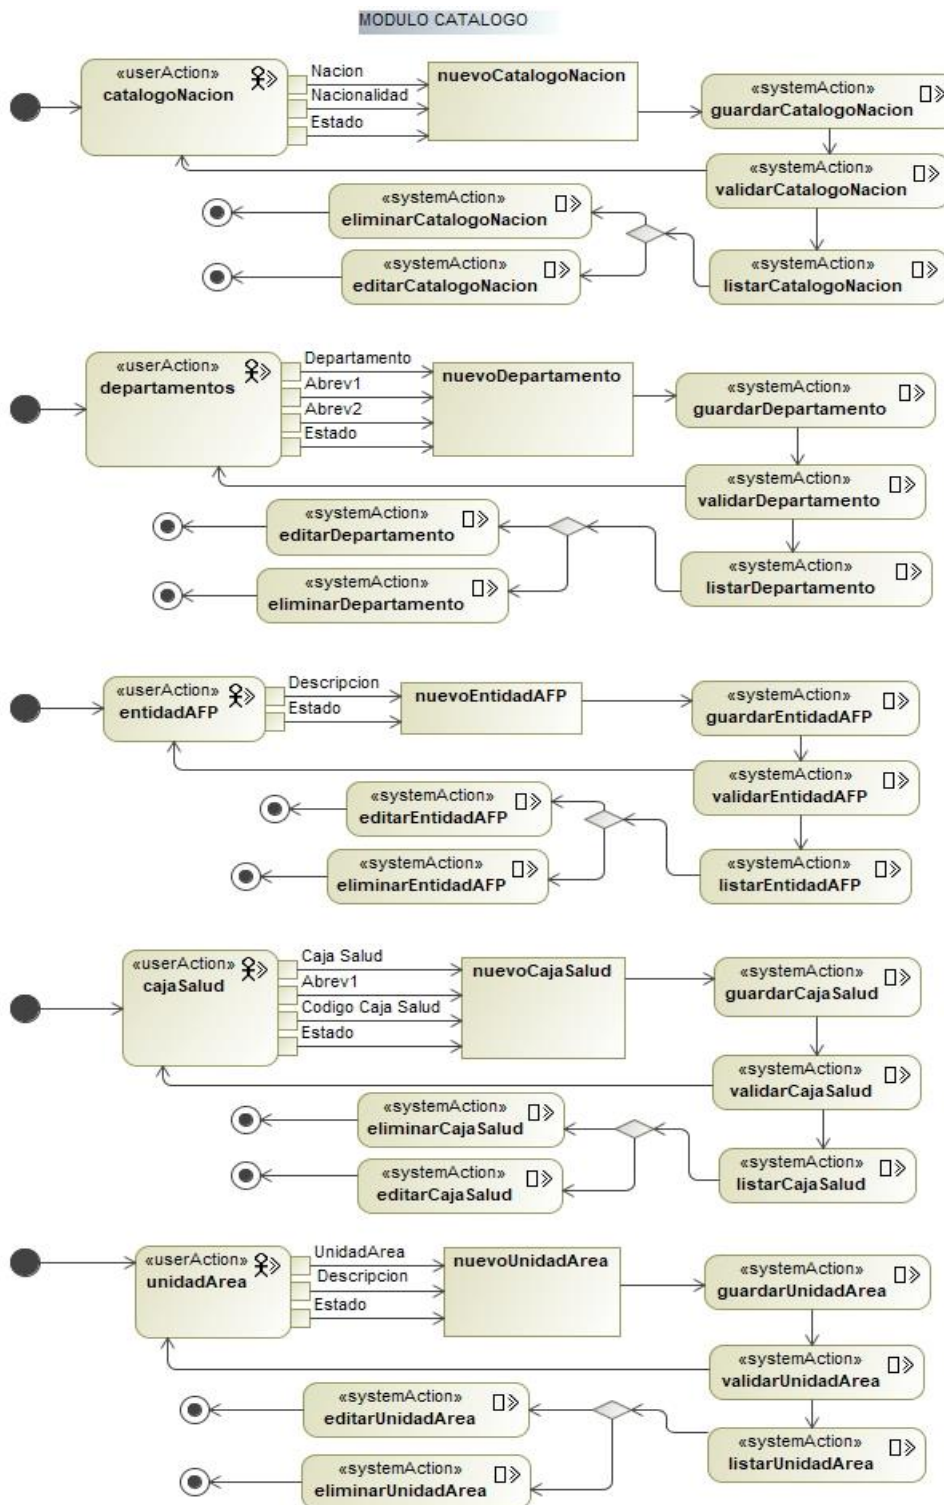 MODULO CATALOGO
«userAction»
catalogoNacion
Nacion
Nacionalidad
Estado
nuevoCatalogoNacion
«systemAction»
guardarCatalogoNacion
«systemAction»
validarCatalogoNacion
«systemAction»
eliminarCatalogoNacion
«systemAction»
editarCatalogoNacion
«systemAction»
listarCatalogoNacion
«userAction»
departamentos
Departamento
Abrev1
Abrev2
Estado
nuevoDepartamento
«systemAction»
guardarDepartamento
«systemAction»
validarDepartamento
«systemAction»
editarDepartamento
«systemAction»
eliminarDepartamento
«systemAction»
listarDepartamento
«userAction»
entidadAFP
Descripcion
Estado
nuevoEntidadAFP
«systemAction»
guardarEntidadAFP
«systemAction»
validarEntidadAFP
«systemAction»
editarEntidadAFP
«systemAction»
eliminarEntidadAFP
«systemAction»
listarEntidadAFP
«userAction»
cajaSalud
Caja Salud
Abrev1
Codigo Caja Salud
Estado
nuevoCajaSalud
«systemAction»
guardarCajaSalud
«systemAction»
validarCajaSalud
«systemAction»
eliminarCajaSalud
«systemAction»
editarCajaSalud
«systemAction»
listarCajaSalud
«userAction»
unidadArea
UnidadArea
Descripcion
Estado
nuevoUnidadArea
«systemAction»
guardarUnidadArea
«systemAction»
validarUnidadArea
«systemAction»
editarUnidadArea
«systemAction»
eliminarUnidadArea
«systemAction»
listarUnidadArea